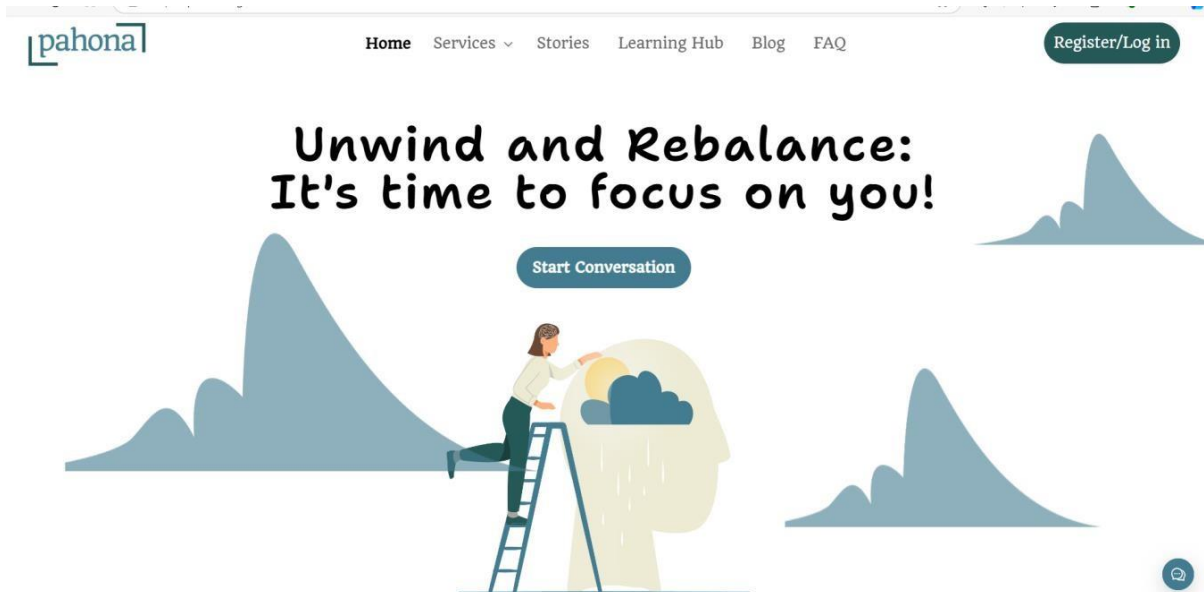 pahona
Home Services Stories Learning Hub Blog FAQ
Register/Log in
Unwind and Rebalance:
It's time to focus on you!
Start Conversation